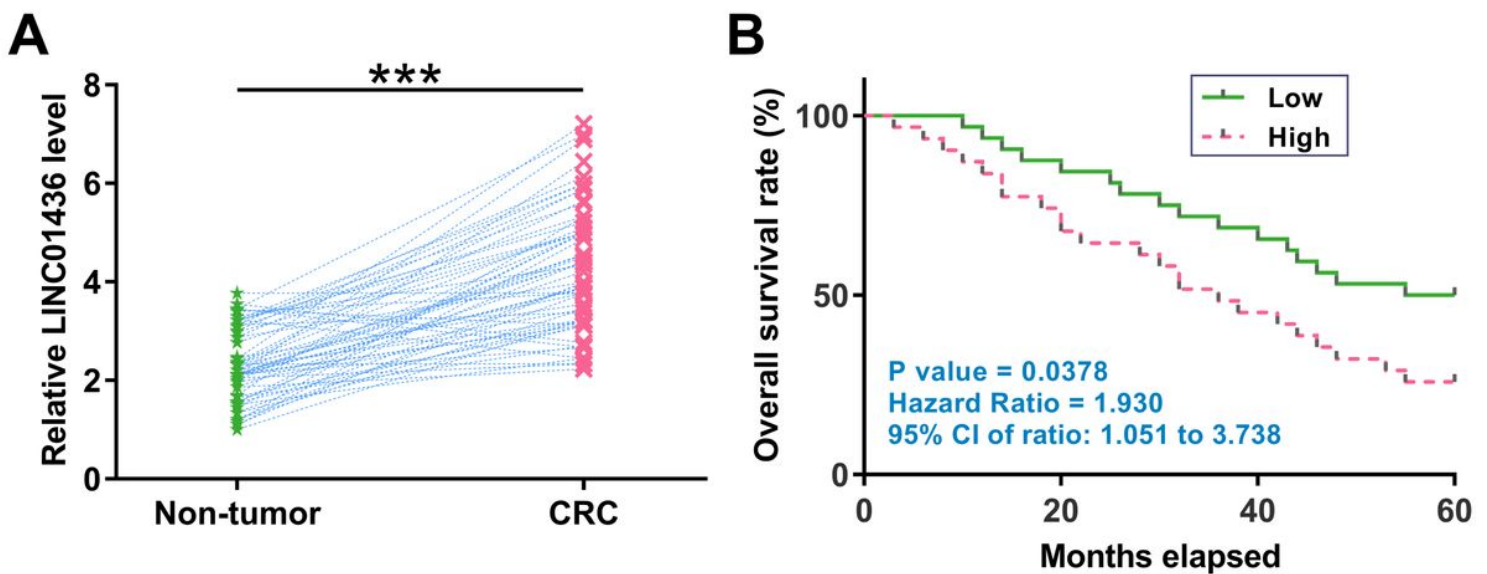 A
Relative LINC01436 level
8
6
4
2
0
***
Non-tumor
CRC
B
Overall survival rate (%)
100
50
0
Low
High
P value = 0.0378
Hazard Ratio = 1.930
95% CI of ratio: 1.051 to 3.738
0
20
40
60
Months elapsed